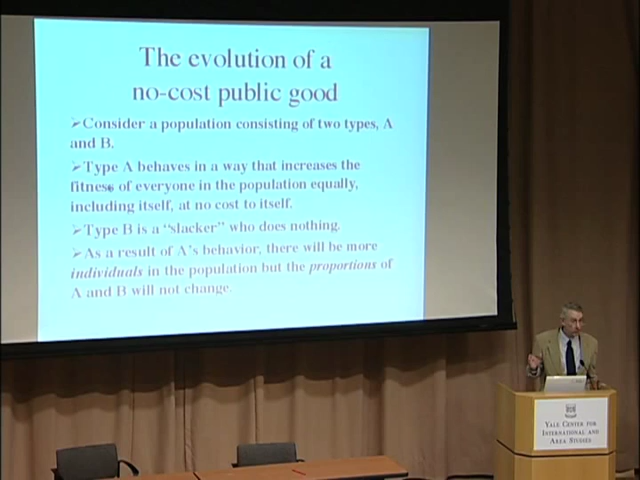 The evolution of a
no-cost public good
➢Consider a population consisting of two types, A
and B.
➢Type A behaves in a way that increases the
fitness of everyone in the population equally,
including itself, at no cost to itself.
➢Type B is a "slacker" who does nothing.
➢As a result of A's behavior, there will be more
individuals in the population but the proportions of
A and B will not change.
YALE CENTER FOR
INTERNATIONAL AND
AREA STUDIES